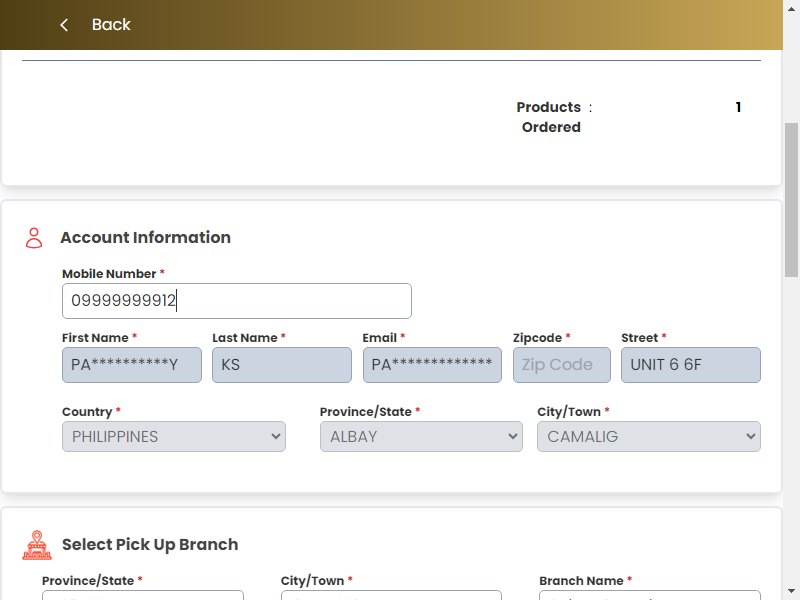 Back
Products : 1
Ordered
Account Information
Mobile Number *
09999999912
First Name * Last Name * Email * Zipcode * Street *
PA**********Y KS PA************* Zip Code UNIT 6 6F
Country * Province/State * City/Town *
PHILIPPINES ALBAY CAMALIG
Select Pick Up Branch
Province/State * City/Town * Branch Name *